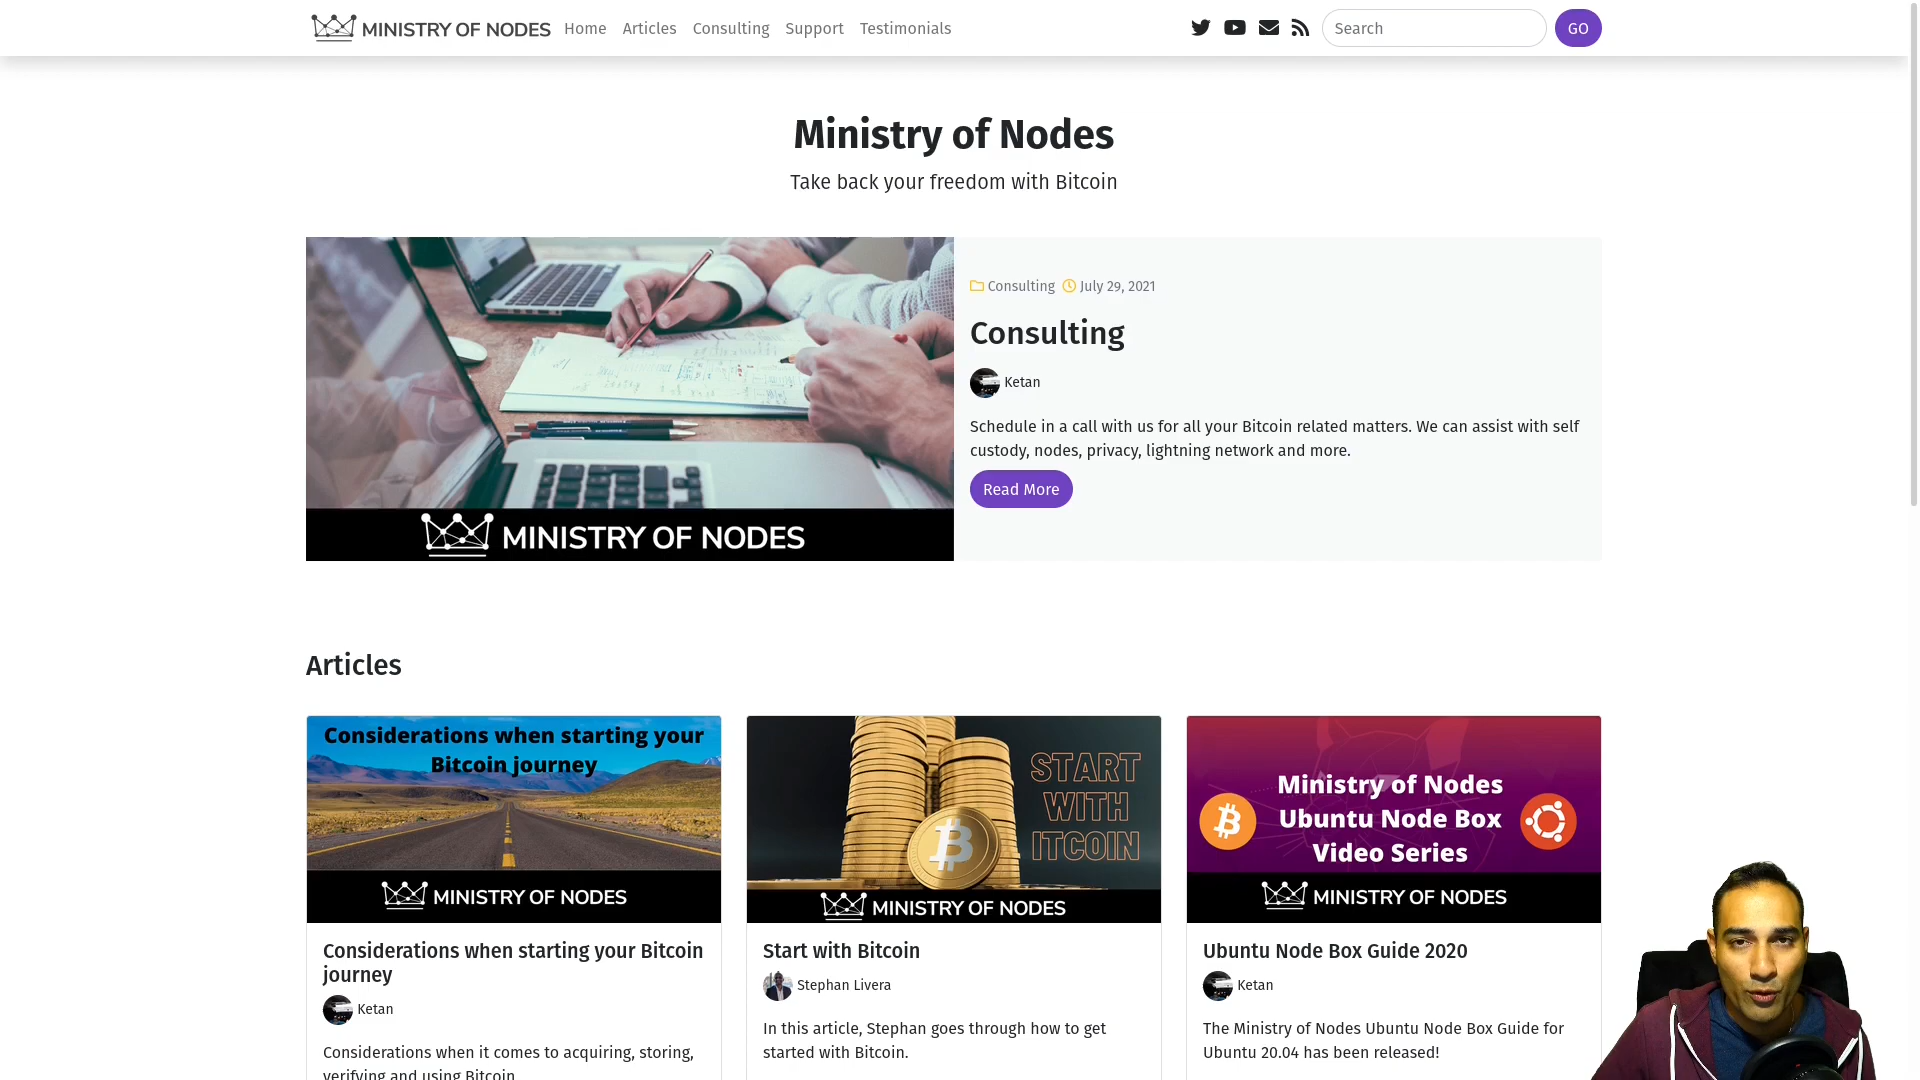 MINISTRY OF NODES Home Articles Consulting Support Testimonials Search GO
Ministry of Nodes
Take back your freedom with Bitcoin
Consulting July 29, 2021
Consulting
Ketan
Schedule in a call with us for all your Bitcoin related matters. We can assist with self
custody, nodes, privacy, lightning network and more.
Read More
MINISTRY OF NODES
Articles
Considerations when starting your
Bitcoin journey
MINISTRY OF NODES
Considerations when starting your Bitcoin
journey
Ketan
Considerations when it comes to acquiring, storing,
verifying and using Bitcoin
START
WITH
ITCOIN
MINISTRY OF NODES
Start with Bitcoin
Stephan Livera
In this article, Stephan goes through how to get
started with Bitcoin.
Ministry of Nodes
Ubuntu Node Box
Video Series
MINISTRY OF NODES
Ubuntu Node Box Guide 2020
Ketan
The Ministry of Nodes Ubuntu Node Box Guide for
Ubuntu 20.04 has been released!